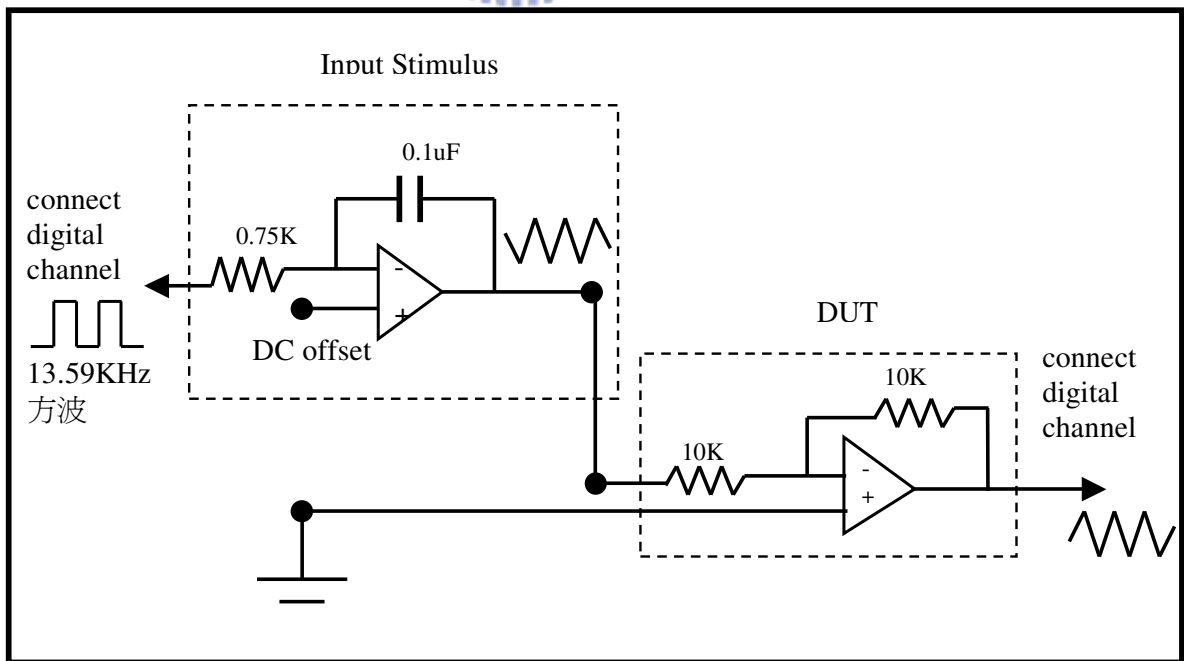 Input Stimulus
0.1uF
connect
digital
channel
0.75K
-
+
DC offset
13.59KHz
方波
DUT
connect
digital
channel
10K
10K
-
+